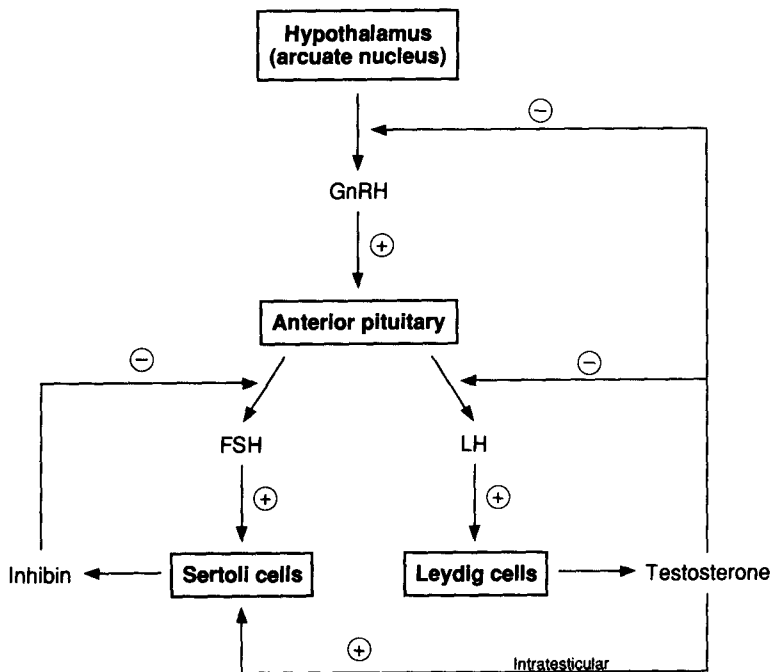 Hypothalamus
(arcuate nucleus)
−
GnRH
+
Anterior pituitary
−
−
FSH
LH
+
+
Inhibin
Sertoli cells
Leydig cells
Testosterone
+
Intratesticular